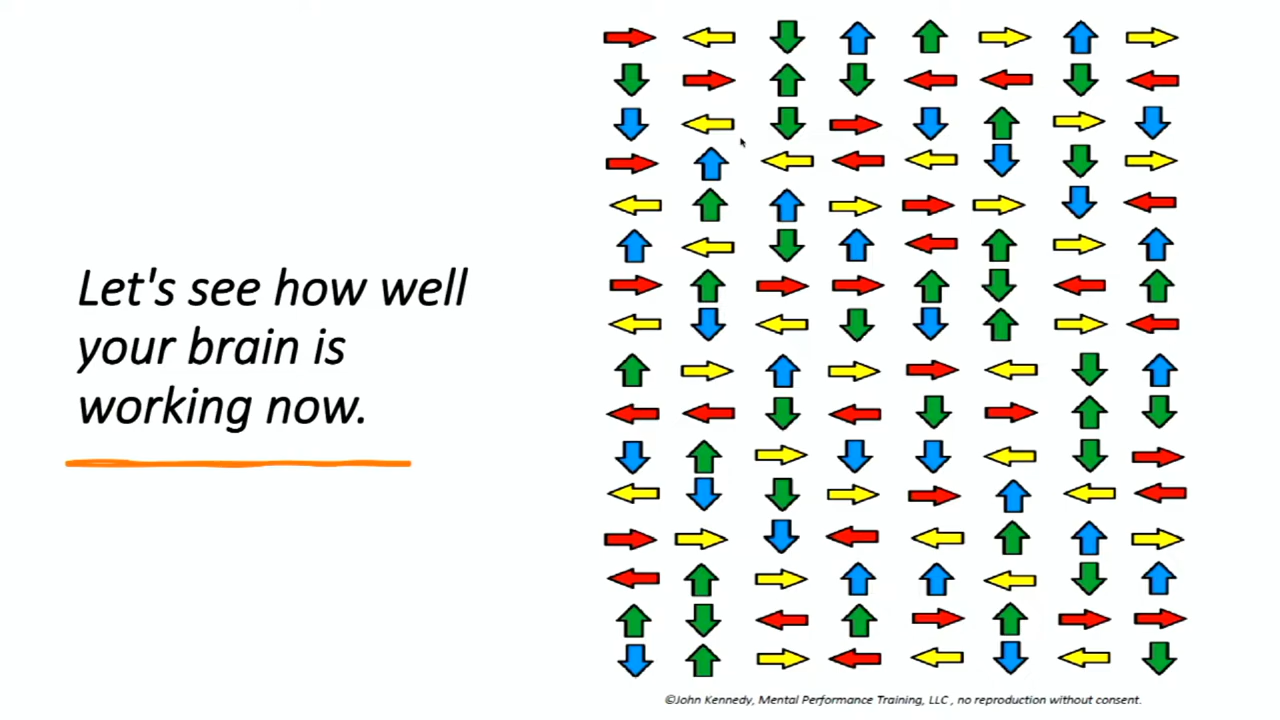 Let's see how well
your brain is
working now.
©John Kennedy, Mental Performance Training, LLC , no reproduction without consent.